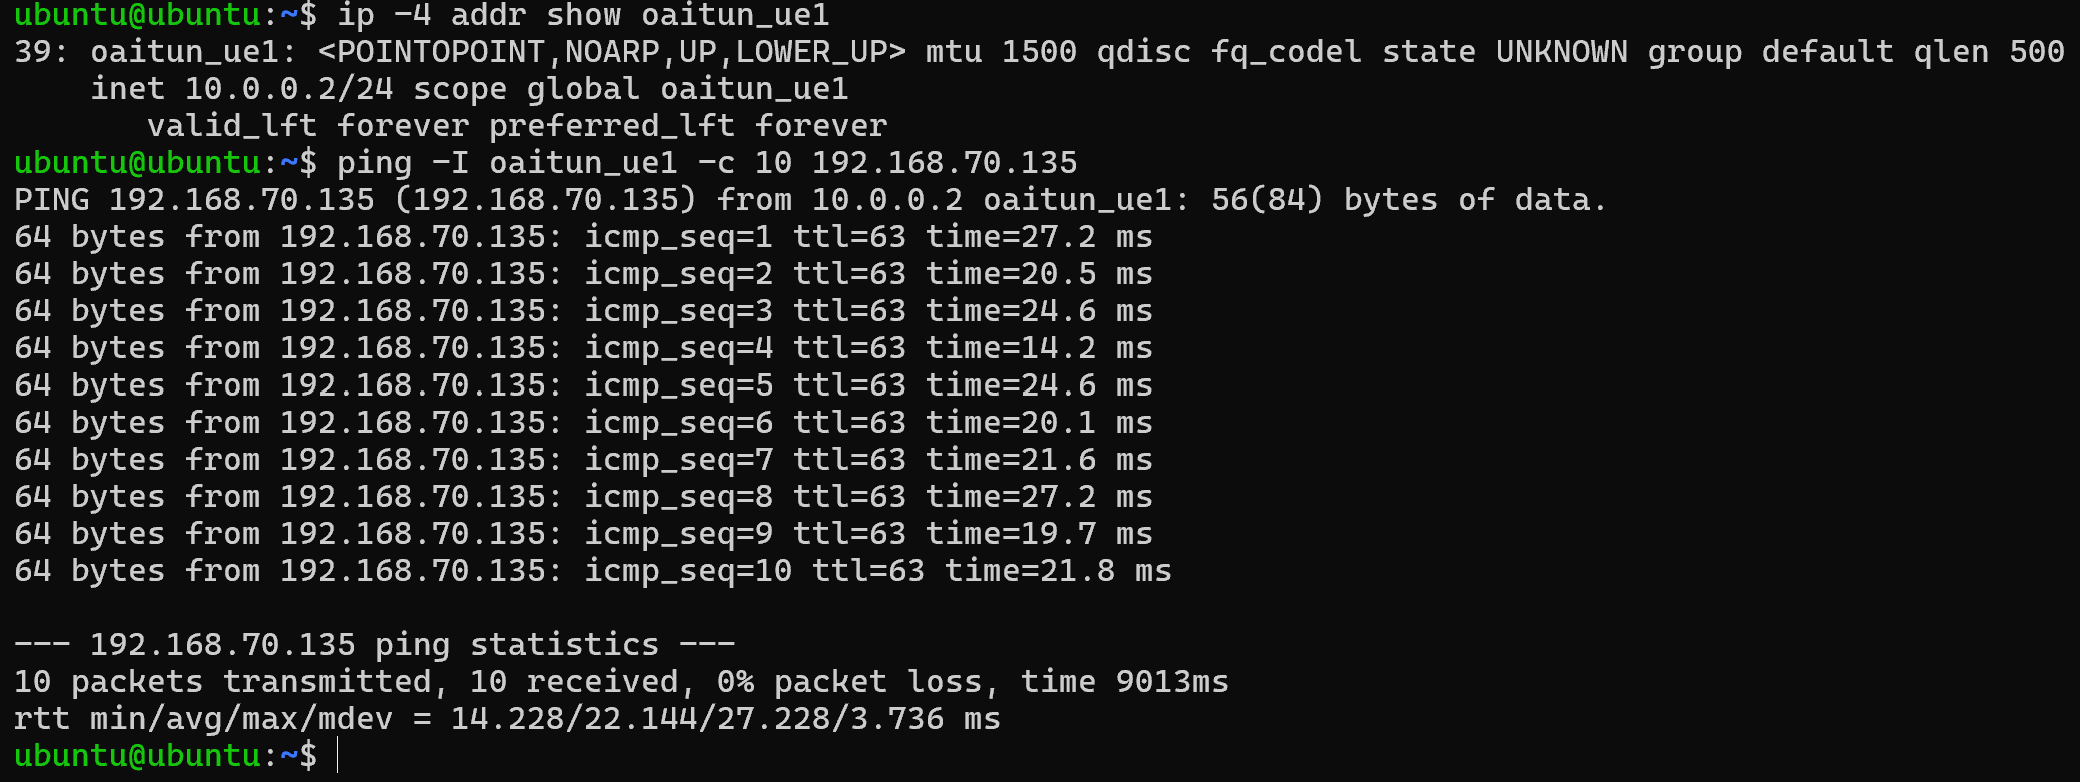 ubuntu@ubuntu:~$ ip -4 addr show oaitun_ue1
39: oaitun_ue1: <POINTOPOINT,NOARP,UP,LOWER_UP> mtu 1500 qdisc fq_codel state UNKNOWN group default qlen 500
    inet 10.0.0.2/24 scope global oaitun_ue1
       valid_lft forever preferred_lft forever
ubuntu@ubuntu:~$ ping -I oaitun_ue1 -c 10 192.168.70.135
PING 192.168.70.135 (192.168.70.135) from 10.0.0.2 oaitun_ue1: 56(84) bytes of data.
64 bytes from 192.168.70.135: icmp_seq=1 ttl=63 time=27.2 ms
64 bytes from 192.168.70.135: icmp_seq=2 ttl=63 time=20.5 ms
64 bytes from 192.168.70.135: icmp_seq=3 ttl=63 time=24.6 ms
64 bytes from 192.168.70.135: icmp_seq=4 ttl=63 time=14.2 ms
64 bytes from 192.168.70.135: icmp_seq=5 ttl=63 time=24.6 ms
64 bytes from 192.168.70.135: icmp_seq=6 ttl=63 time=20.1 ms
64 bytes from 192.168.70.135: icmp_seq=7 ttl=63 time=21.6 ms
64 bytes from 192.168.70.135: icmp_seq=8 ttl=63 time=27.2 ms
64 bytes from 192.168.70.135: icmp_seq=9 ttl=63 time=19.7 ms
64 bytes from 192.168.70.135: icmp_seq=10 ttl=63 time=21.8 ms

--- 192.168.70.135 ping statistics ---
10 packets transmitted, 10 received, 0% packet loss, time 9013ms
rtt min/avg/max/mdev = 14.228/22.144/27.228/3.736 ms
ubuntu@ubuntu:~$